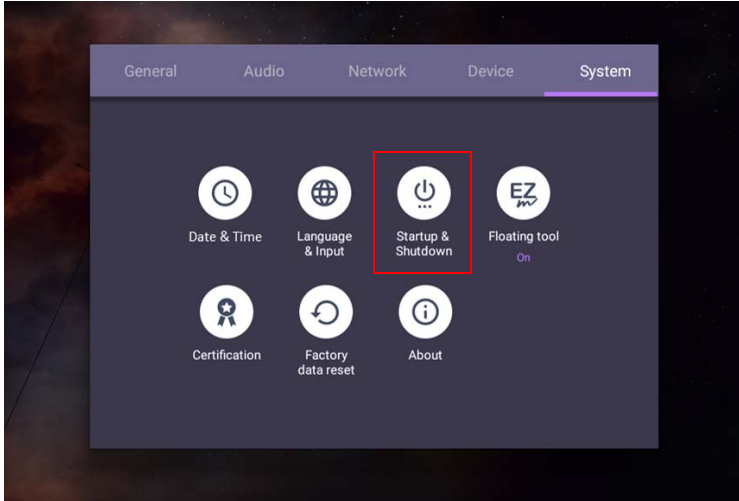 General Audio Network Device System
Date & Time
Language
& Input
Startup &
Shutdown
EZ
Floating tool
On
Certification
Factory
data reset
About